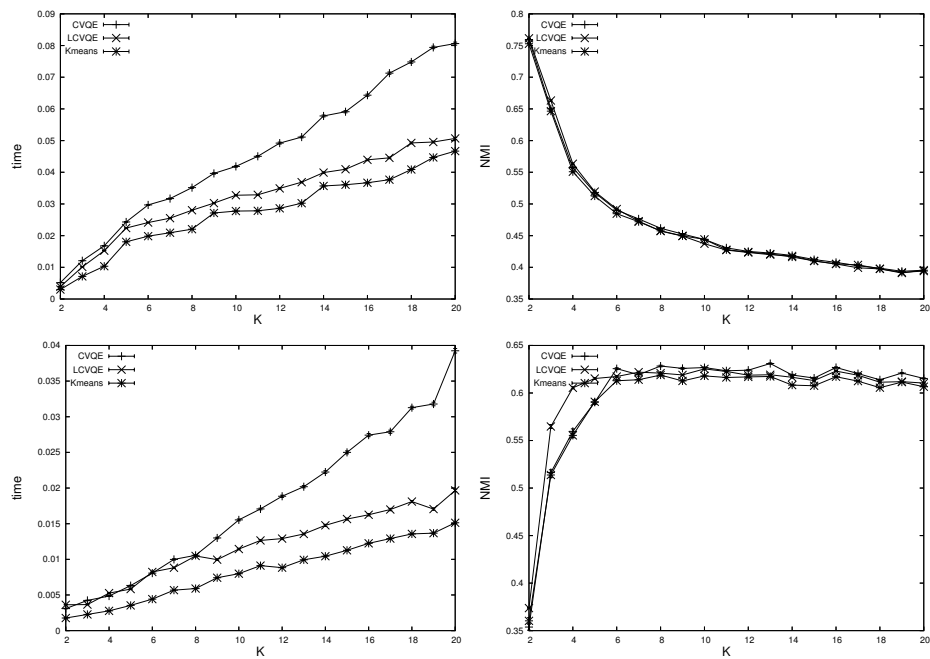 0.09
0.08
0.07
0.06
0.05
0.04
0.03
0.02
0.01
0
time
CVQE
LCVQE
Kmeans
2 4 6 8 10 12 14 16 18 20
K
0.8
0.75
0.7
0.65
0.6
0.55
0.5
0.45
0.4
0.35
NMI
CVQE
LCVQE
Kmeans
2 4 6 8 10 12 14 16 18 20
K
0.04
0.035
0.03
0.025
0.02
0.015
0.01
0.005
0
time
CVQE
LCVQE
Kmeans
2 4 6 8 10 12 14 16 18 20
K
0.65
0.6
0.55
0.5
0.45
0.4
0.35
NMI
CVQE
LCVQE
Kmeans
2 4 6 8 10 12 14 16 18 20
K